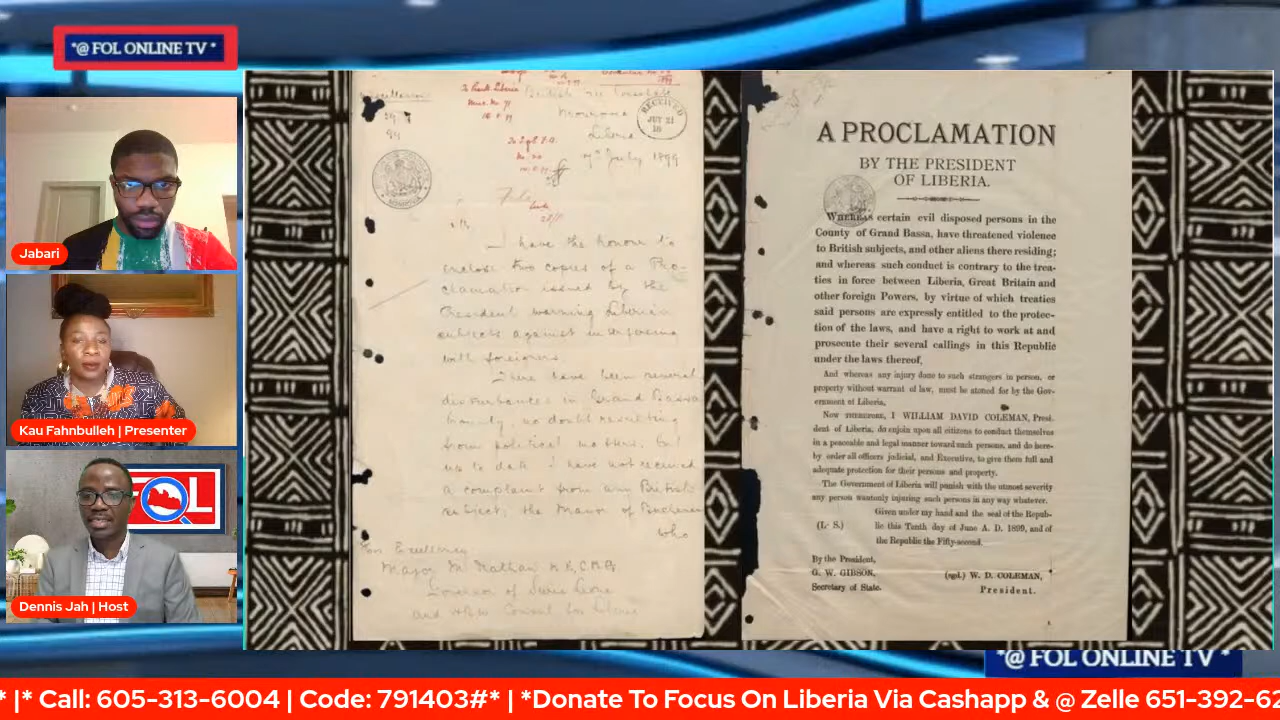 *@ FOL ONLINE TV *
Jabari
Kau Fahnbulleh | Presenter
FOL
Dennis Jah | Host
British
Consulate
Monrovia
Liberia
7th July 1899
RECEIVED
File
Sir,
I have the honour to
enclose two copies of a Pro-
clamation issued by the
President warning Liberian
subjects against interfering
with foreigners.
There have been several
disturbances in Grand Bassa
County no doubt resulting
from political matters, but
up to date I have not received
a complaint from any British
subject, the Manor of
who
His Excellency
Major M. Nathan
Governor of Sierra Leone
and H.B.M. Consul for Liberia
A PROCLAMATION
BY THE PRESIDENT
OF LIBERIA.
WHEREAS certain evil disposed persons in the
County of Grand Bassa, have threatened violence
to British subjects, and other aliens there residing;
and whereas such conduct is contrary to the trea-
ties in force between Liberia, Great Britain and
other foreign Powers, by virtue of which treaties
said persons are expressly entitled to the protec-
tion of the laws, and have a right to work at and
prosecute their several callings in this Republic
under the laws thereof,
And whereas any injury done to such strangers in person, or
property without warrant of law, must be atoned for by the Gov-
ernment of Liberia,
NOW THEREFORE, I WILLIAM DAVID COLEMAN, Presi-
dent of Liberia, do enjoin upon all citizens to conduct themselves
in a peaceable and legal manner toward such persons, and do here-
by order all officers judicial, and Executive, to give them full and
adequate protection for their persons and property.
The Government of Liberia will punish with the utmost severity
any person wantonly injuring such persons in any way whatever.
Given under my hand and the seal of the Repub-
(L. S.) lic this Tenth day of June A. D. 1899, and of
the Republic the Fifty-second.
By the President,
G. W. GIBSON, (sgd.) W. D. COLEMAN,
Secretary of State. President.
*@ FOL ONLINE TV *
* |* Call: 605-313-6004 | Code: 791403#* | *Donate To Focus On Liberia Via Cashapp & @ Zelle 651-392-62